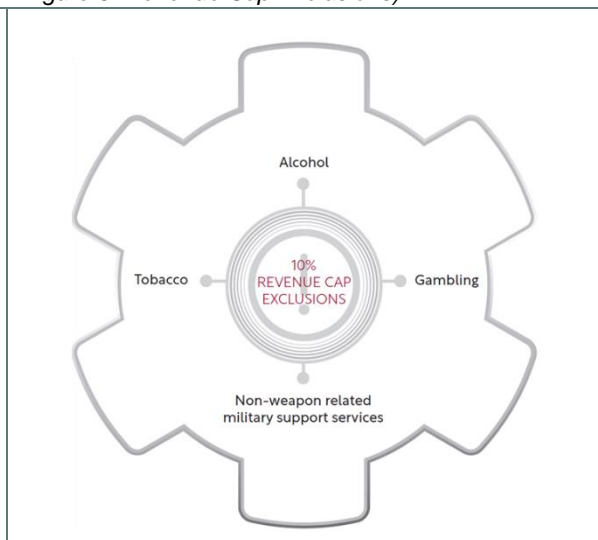 Alcohol
Tobacco
10%
REVENUE CAP
EXCLUSIONS
Gambling
Non-weapon related
military support services